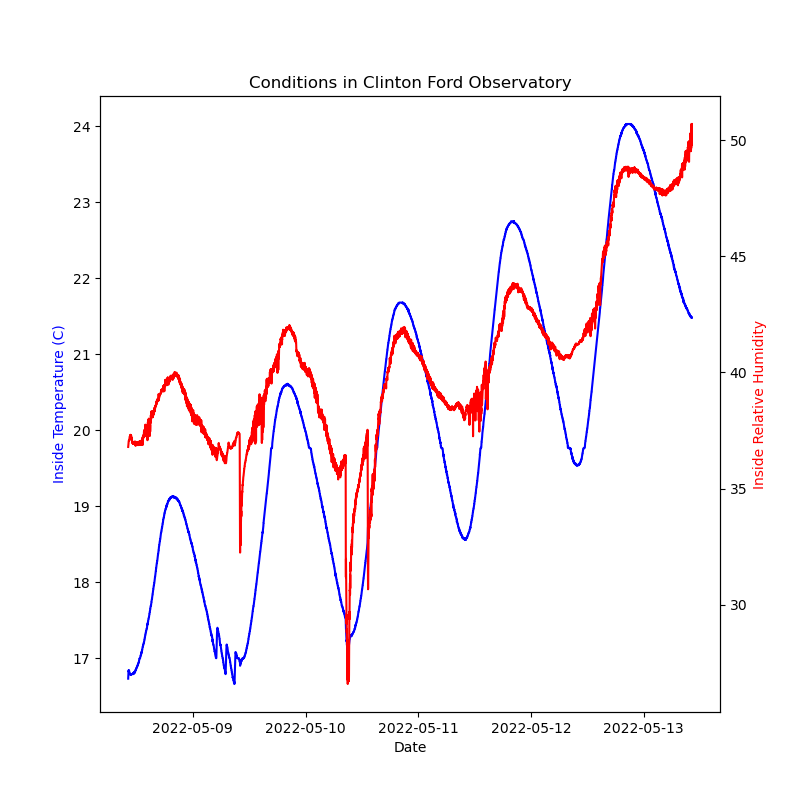 Conditions in Clinton Ford Observatory
24
23
22
21
20
19
18
17
Inside Temperature (C)
50
45
40
35
30
Inside Relative Humidity
2022-05-09 2022-05-10 2022-05-11 2022-05-12 2022-05-13
Date